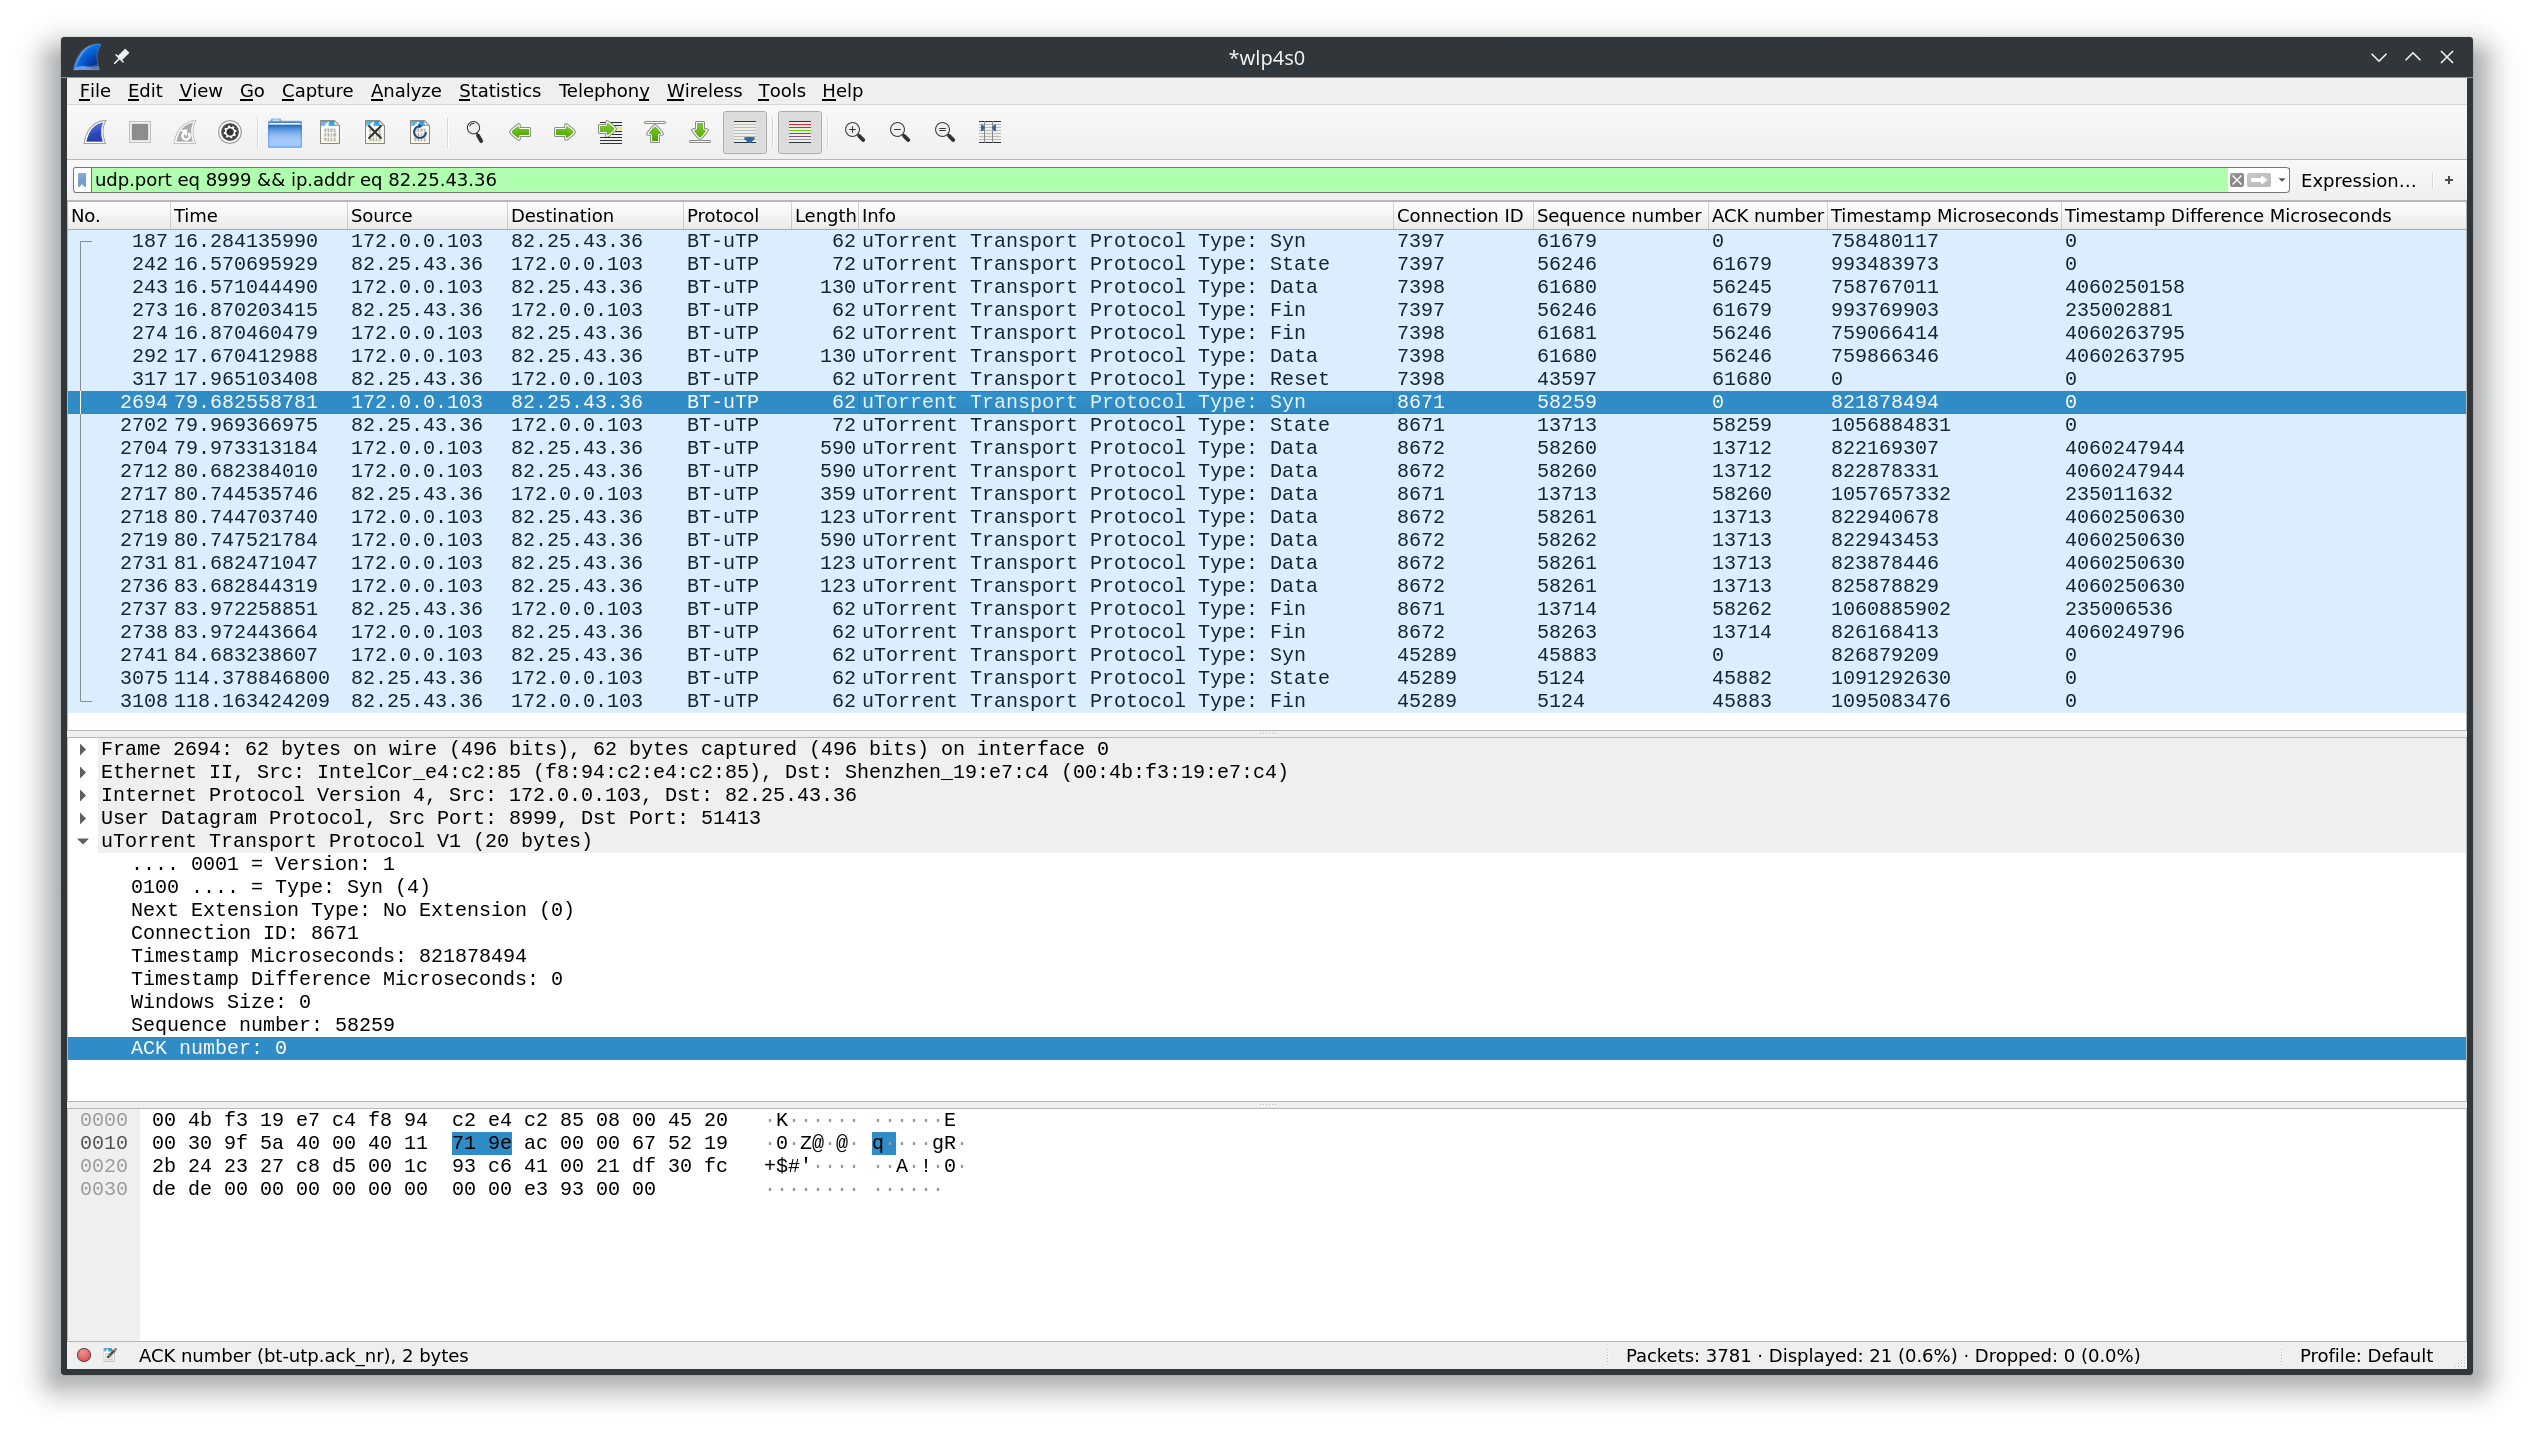 *wlp4s0
File Edit View Go Capture Analyze Statistics Telephony Wireless Tools Help
udp.port eq 8999 && ip.addr eq 82.25.43.36 Expression... +
No. Time Source Destination Protocol Length Info Connection ID Sequence number ACK number Timestamp Microseconds Timestamp Difference Microseconds
187 16.284135990 172.0.0.103 82.25.43.36 BT-uTP 62 uTorrent Transport Protocol Type: Syn 7397 61679 0 758480117 0
242 16.570695929 82.25.43.36 172.0.0.103 BT-uTP 72 uTorrent Transport Protocol Type: State 7397 56246 61679 993483973 0
243 16.571044490 172.0.0.103 82.25.43.36 BT-uTP 130 uTorrent Transport Protocol Type: Data 7398 61680 56245 758767011 4060250158
273 16.870203415 82.25.43.36 172.0.0.103 BT-uTP 62 uTorrent Transport Protocol Type: Fin 7397 56246 61679 993769903 235002881
274 16.870460479 172.0.0.103 82.25.43.36 BT-uTP 62 uTorrent Transport Protocol Type: Fin 7398 61681 56246 759066414 4060263795
292 17.670412988 172.0.0.103 82.25.43.36 BT-uTP 130 uTorrent Transport Protocol Type: Data 7398 61680 56246 759866346 4060263795
317 17.965103408 82.25.43.36 172.0.0.103 BT-uTP 62 uTorrent Transport Protocol Type: Reset 7398 43597 61680 0 0
2694 79.682558781 172.0.0.103 82.25.43.36 BT-uTP 62 uTorrent Transport Protocol Type: Syn 8671 58259 0 821878494 0
2702 79.969366975 82.25.43.36 172.0.0.103 BT-uTP 72 uTorrent Transport Protocol Type: State 8671 13713 58259 1056884831 0
2704 79.973313184 172.0.0.103 82.25.43.36 BT-uTP 590 uTorrent Transport Protocol Type: Data 8672 58260 13712 822169307 4060247944
2712 80.682384010 172.0.0.103 82.25.43.36 BT-uTP 590 uTorrent Transport Protocol Type: Data 8672 58260 13712 822878331 4060247944
2717 80.744535746 82.25.43.36 172.0.0.103 BT-uTP 359 uTorrent Transport Protocol Type: Data 8671 13713 58260 1057657332 235011632
2718 80.744703740 172.0.0.103 82.25.43.36 BT-uTP 123 uTorrent Transport Protocol Type: Data 8672 58261 13713 822940678 4060250630
2719 80.747521784 172.0.0.103 82.25.43.36 BT-uTP 590 uTorrent Transport Protocol Type: Data 8672 58262 13713 822943453 4060250630
2731 81.682471047 172.0.0.103 82.25.43.36 BT-uTP 123 uTorrent Transport Protocol Type: Data 8672 58261 13713 823878446 4060250630
2736 83.682844319 172.0.0.103 82.25.43.36 BT-uTP 123 uTorrent Transport Protocol Type: Data 8672 58261 13713 825878829 4060250630
2737 83.972258851 82.25.43.36 172.0.0.103 BT-uTP 62 uTorrent Transport Protocol Type: Fin 8671 13714 58262 1060885902 235006536
2738 83.972443664 172.0.0.103 82.25.43.36 BT-uTP 62 uTorrent Transport Protocol Type: Fin 8672 58263 13714 826168413 4060249796
2741 84.683238607 172.0.0.103 82.25.43.36 BT-uTP 62 uTorrent Transport Protocol Type: Syn 45289 45883 0 826879209 0
3075 114.378846800 82.25.43.36 172.0.0.103 BT-uTP 62 uTorrent Transport Protocol Type: State 45289 5124 45882 1091292630 0
3108 118.163424209 82.25.43.36 172.0.0.103 BT-uTP 62 uTorrent Transport Protocol Type: Fin 45289 5124 45883 1095083476 0
Frame 2694: 62 bytes on wire (496 bits), 62 bytes captured (496 bits) on interface 0
Ethernet II, Src: IntelCor_e4:c2:85 (f8:94:c2:e4:c2:85), Dst: Shenzhen_19:e7:c4 (00:4b:f3:19:e7:c4)
Internet Protocol Version 4, Src: 172.0.0.103, Dst: 82.25.43.36
User Datagram Protocol, Src Port: 8999, Dst Port: 51413
uTorrent Transport Protocol V1 (20 bytes)
.... 0001 = Version: 1
0100 .... = Type: Syn (4)
Next Extension Type: No Extension (0)
Connection ID: 8671
Timestamp Microseconds: 821878494
Timestamp Difference Microseconds: 0
Windows Size: 0
Sequence number: 58259
ACK number: 0
0000 00 4b f3 19 e7 c4 f8 94 c2 e4 c2 85 08 00 45 20 ·K······ ······E
0010 00 30 9f 5a 40 00 40 11 71 9e ac 00 00 67 52 19 ·0·Z@·@· q····gR·
0020 2b 24 23 27 c8 d5 00 1c 93 c6 41 00 21 df 30 fc +$#'···· ··A·!·0·
0030 de de 00 00 00 00 00 00 00 00 e3 93 00 00 ········ ······
ACK number (bt-utp.ack_nr), 2 bytes Packets: 3781 · Displayed: 21 (0.6%) · Dropped: 0 (0.0%) Profile: Default